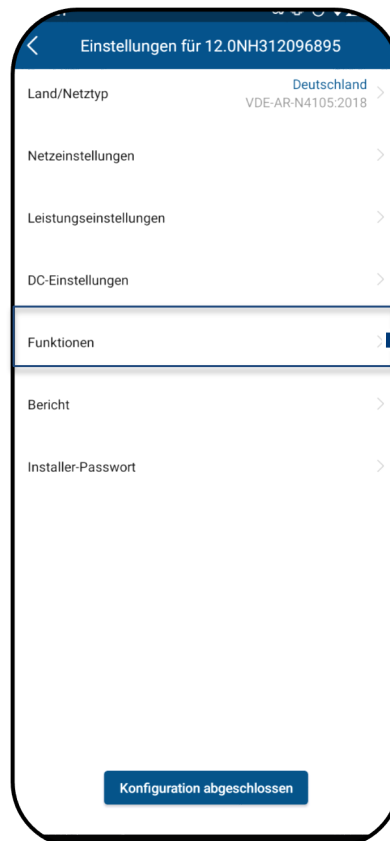 Einstellungen für 12.0NH312096895
Land/Netztyp
Deutschland
VDE-AR-N4105:2018
Netzeinstellungen
Leistungseinstellungen
DC-Einstellungen
Funktionen
Bericht
Installer-Passwort
Konfiguration abgeschlossen